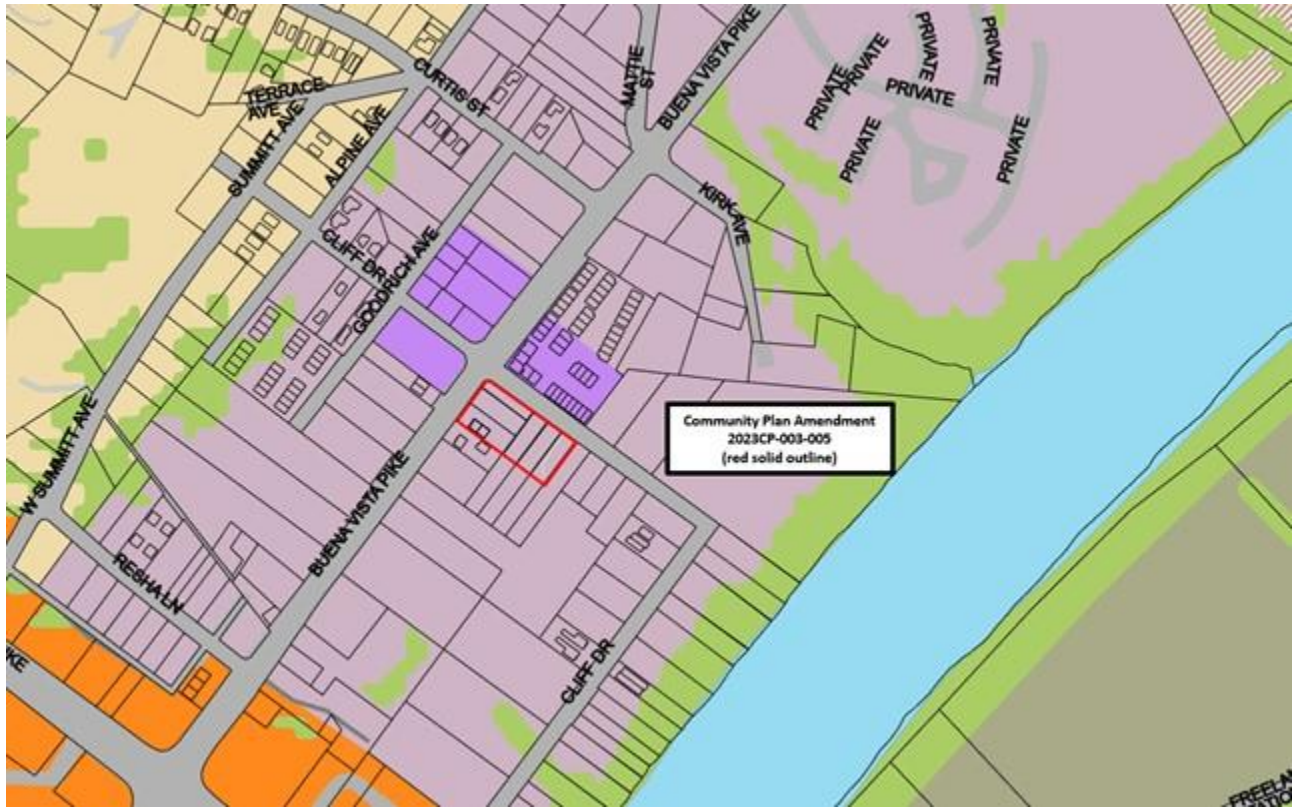 TERRACE
AVE
SUMMITT AVE
ALPINE AVE
CURTIS ST
MATTIE
ST
BUENA VISTA PIKE
PRIVATE
PRIVATE
PRIVATE
PRIVATE
PRIVATE
PRIVATE
PRIVATE
KIRK AVE
CLIFF DR
GOODRICH AVE
Community Plan Amendment
2023CP-003-005
(red solid outline)
W SUMMITT AVE
BUENA VISTA PIKE
RESHA LN
CLIFF DR